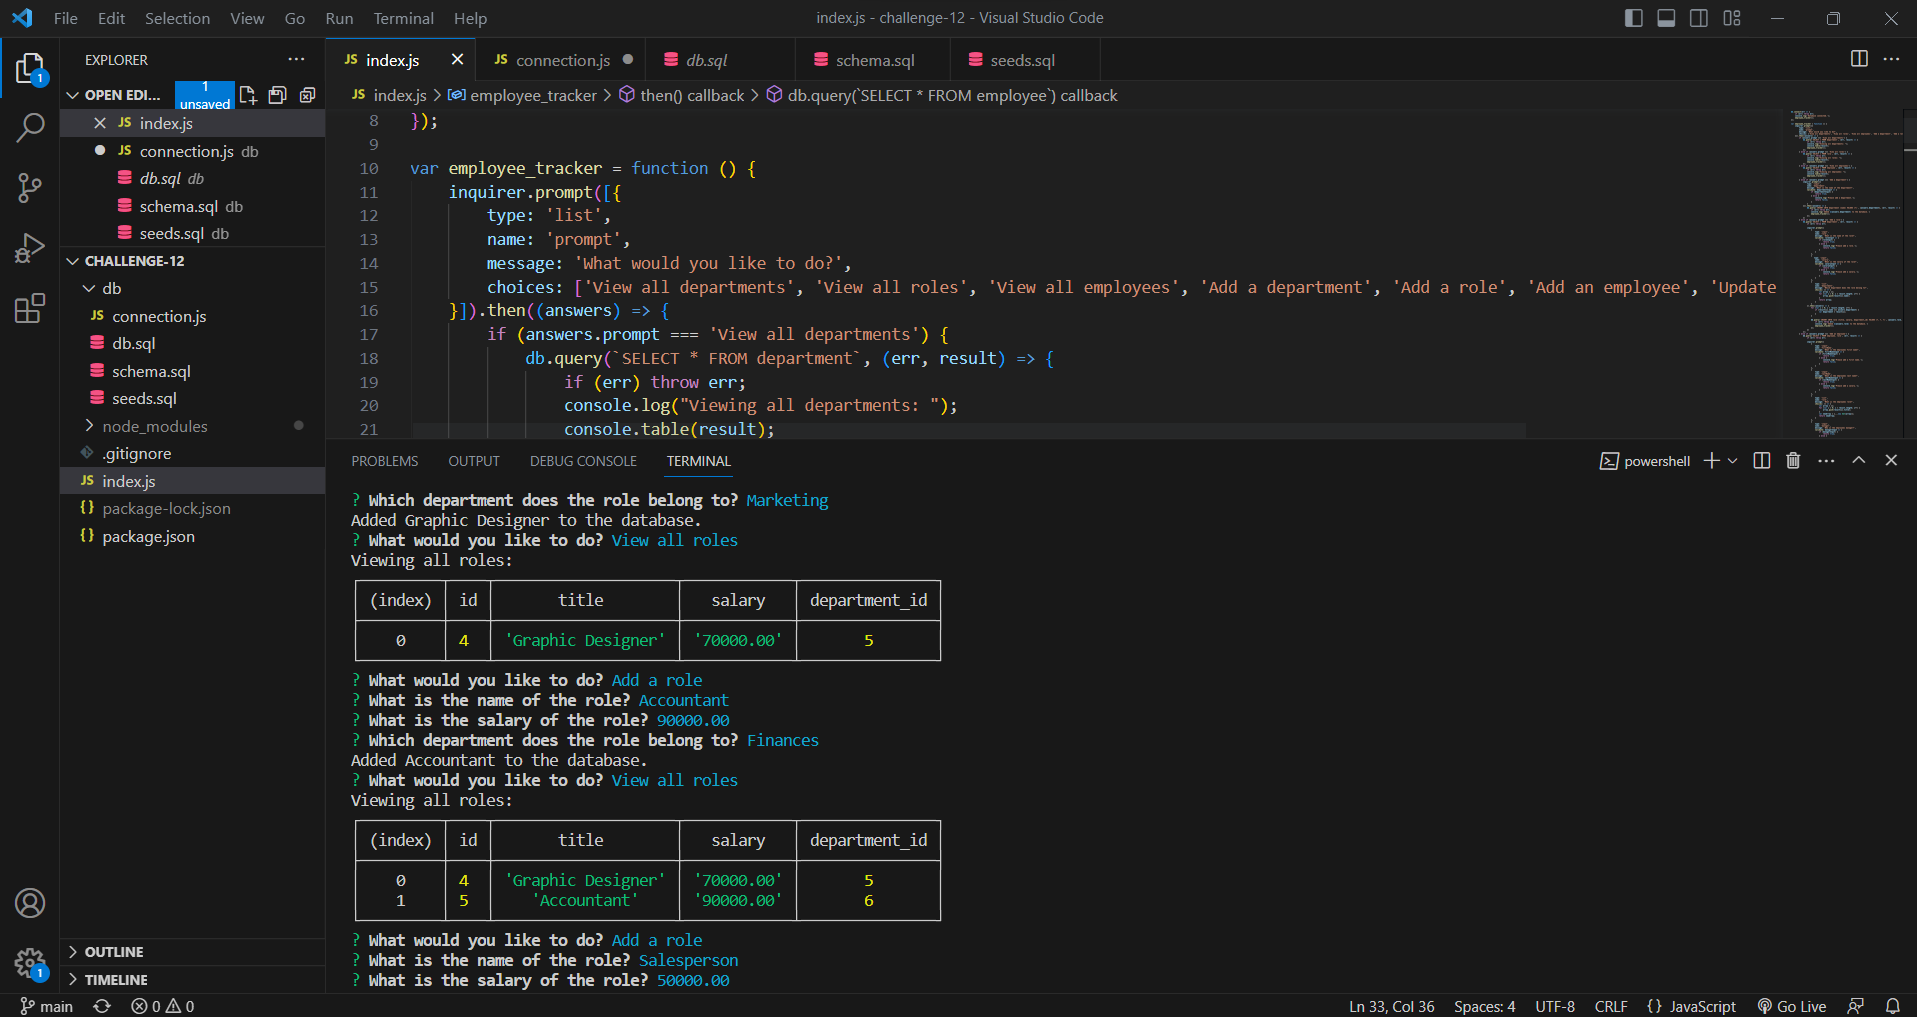 File Edit Selection View Go Run Terminal Help index.js - challenge-12 - Visual Studio Code
EXPLORER
OPEN EDI... 1 unsaved
JS index.js
JS connection.js db
db.sql db
schema.sql db
seeds.sql db
CHALLENGE-12
db
JS connection.js
db.sql
schema.sql
seeds.sql
node_modules
.gitignore
JS index.js
{} package-lock.json
{} package.json
OUTLINE
TIMELINE
1
1
JS index.js JS connection.js db.sql schema.sql seeds.sql
JS index.js > employee_tracker > then() callback > db.query(`SELECT * FROM employee`) callback
8 });
9
10 var employee_tracker = function () {
11 inquirer.prompt([{
12 type: 'list',
13 name: 'prompt',
14 message: 'What would you like to do?',
15 choices: ['View all departments', 'View all roles', 'View all employees', 'Add a department', 'Add a role', 'Add an employee', 'Update
16 }]).then((answers) => {
17 if (answers.prompt === 'View all departments') {
18 db.query(`SELECT * FROM department`, (err, result) => {
19 if (err) throw err;
20 console.log("Viewing all departments: ");
21 console.table(result);
PROBLEMS OUTPUT DEBUG CONSOLE TERMINAL powershell
? Which department does the role belong to? Marketing
Added Graphic Designer to the database.
? What would you like to do? View all roles
Viewing all roles:
(index) id title salary department_id
0 4 'Graphic Designer' '70000.00' 5
? What would you like to do? Add a role
? What is the name of the role? Accountant
? What is the salary of the role? 90000.00
? Which department does the role belong to? Finances
Added Accountant to the database.
? What would you like to do? View all roles
Viewing all roles:
(index) id title salary department_id
0 4 'Graphic Designer' '70000.00' 5
1 5 'Accountant' '90000.00' 6
? What would you like to do? Add a role
? What is the name of the role? Salesperson
? What is the salary of the role? 50000.00
main 0 0 Ln 33, Col 36 Spaces: 4 UTF-8 CRLF {} JavaScript Go Live